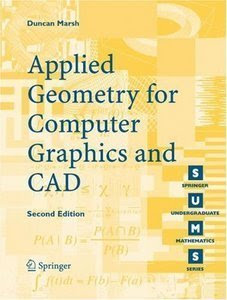 Duncan Marsh
Applied
Geometry for
Computer
Graphics and
CAD
Second Edition
S
SPRINGER
U
UNDERGRADUATE
M
MATHEMATICS
S
SERIES
Springer